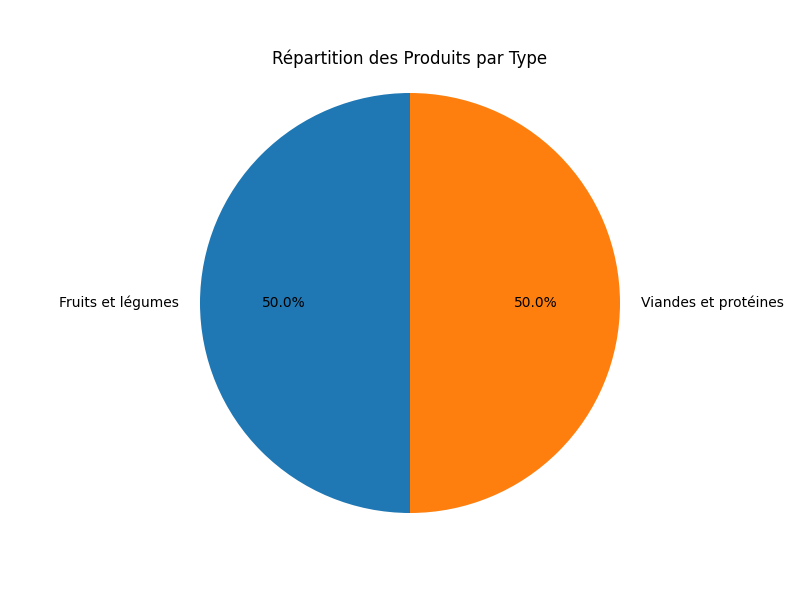 Répartition des Produits par Type
Fruits et légumes
50.0%
50.0%
Viandes et protéines